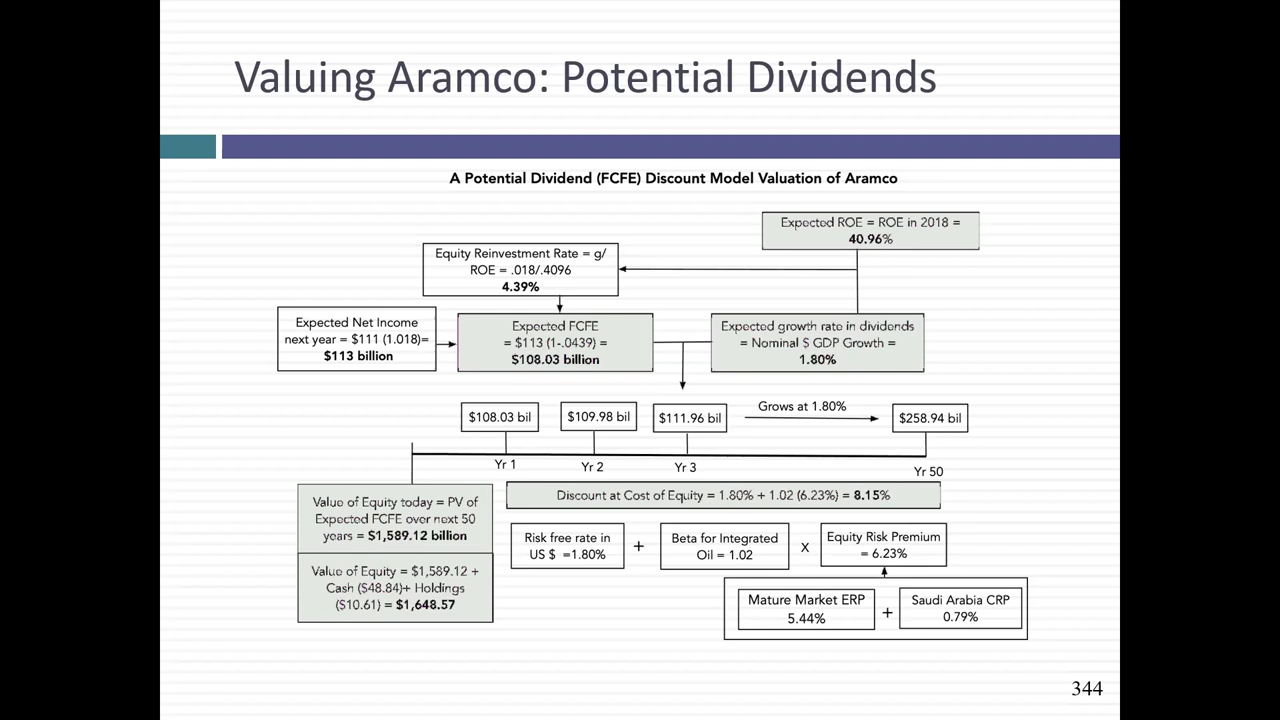 Valuing Aramco: Potential Dividends
A Potential Dividend (FCFE) Discount Model Valuation of Aramco
Expected ROE = ROE in 2018 =
40.96%
Equity Reinvestment Rate = g/
ROE = .018/.4096
4.39%
Expected Net Income
next year = $111 (1.018)=
$113 billion
Expected FCFE
= $113 (1-.0439) =
$108.03 billion
Expected growth rate in dividends
= Nominal $ GDP Growth =
1.80%
$108.03 bil
$109.98 bil
$111.96 bil
Grows at 1.80%
$258.94 bil
Yr 1
Yr 2
Yr 3
Yr 50
Value of Equity today = PV of
Expected FCFE over next 50
years = $1,589.12 billion
Discount at Cost of Equity = 1.80% + 1.02 (6.23%) = 8.15%
Risk free rate in
US $ =1.80%
+
Beta for Integrated
Oil = 1.02
X
Equity Risk Premium
= 6.23%
Value of Equity = $1,589.12 +
Cash ($48.84)+ Holdings
($10.61) = $1,648.57
Mature Market ERP
5.44%
+
Saudi Arabia CRP
0.79%
344